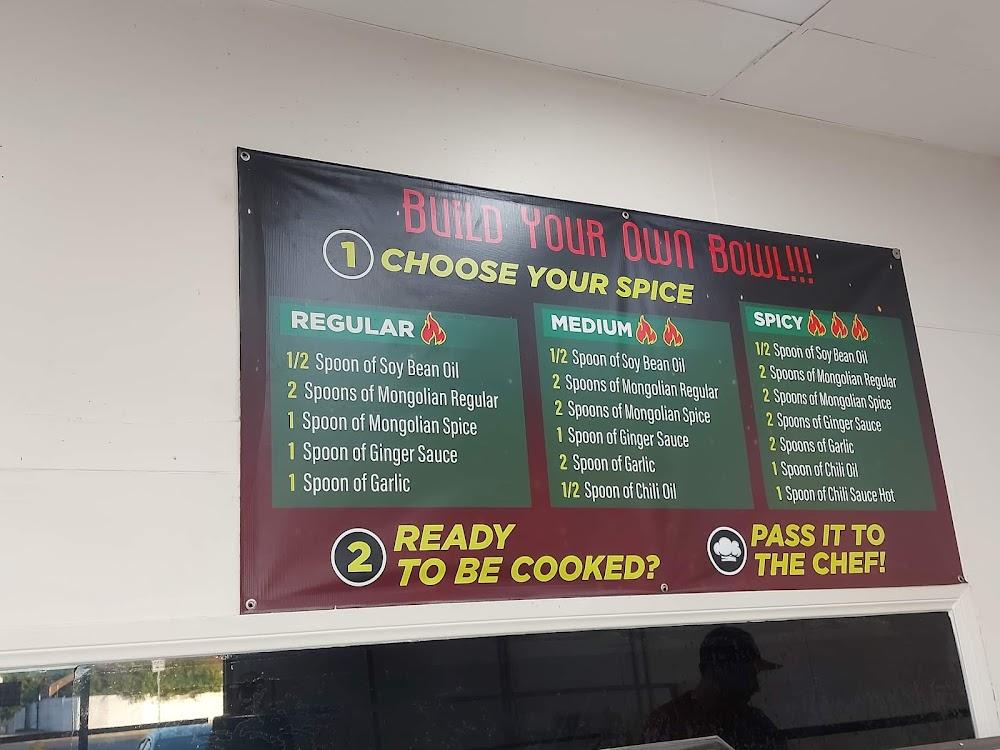 BUILD YOUR OWN BOWL!!!
1 CHOOSE YOUR SPICE
REGULAR
1/2 Spoon of Soy Bean Oil
2 Spoons of Mongolian Regular
1 Spoon of Mongolian Spice
1 Spoon of Ginger Sauce
1 Spoon of Garlic
MEDIUM
1/2 Spoon of Soy Bean Oil
2 Spoons of Mongolian Regular
2 Spoons of Mongolian Spice
1 Spoon of Ginger Sauce
2 Spoon of Garlic
1/2 Spoon of Chili Oil
SPICY
1/2 Spoon of Soy Bean Oil
2 Spoons of Mongolian Regular
2 Spoons of Mongolian Spice
2 Spoons of Ginger Sauce
2 Spoons of Garlic
1 Spoon of Chili Oil
1 Spoon of Chili Sauce Hot
2 READY
TO BE COOKED?
PASS IT TO
THE CHEF!